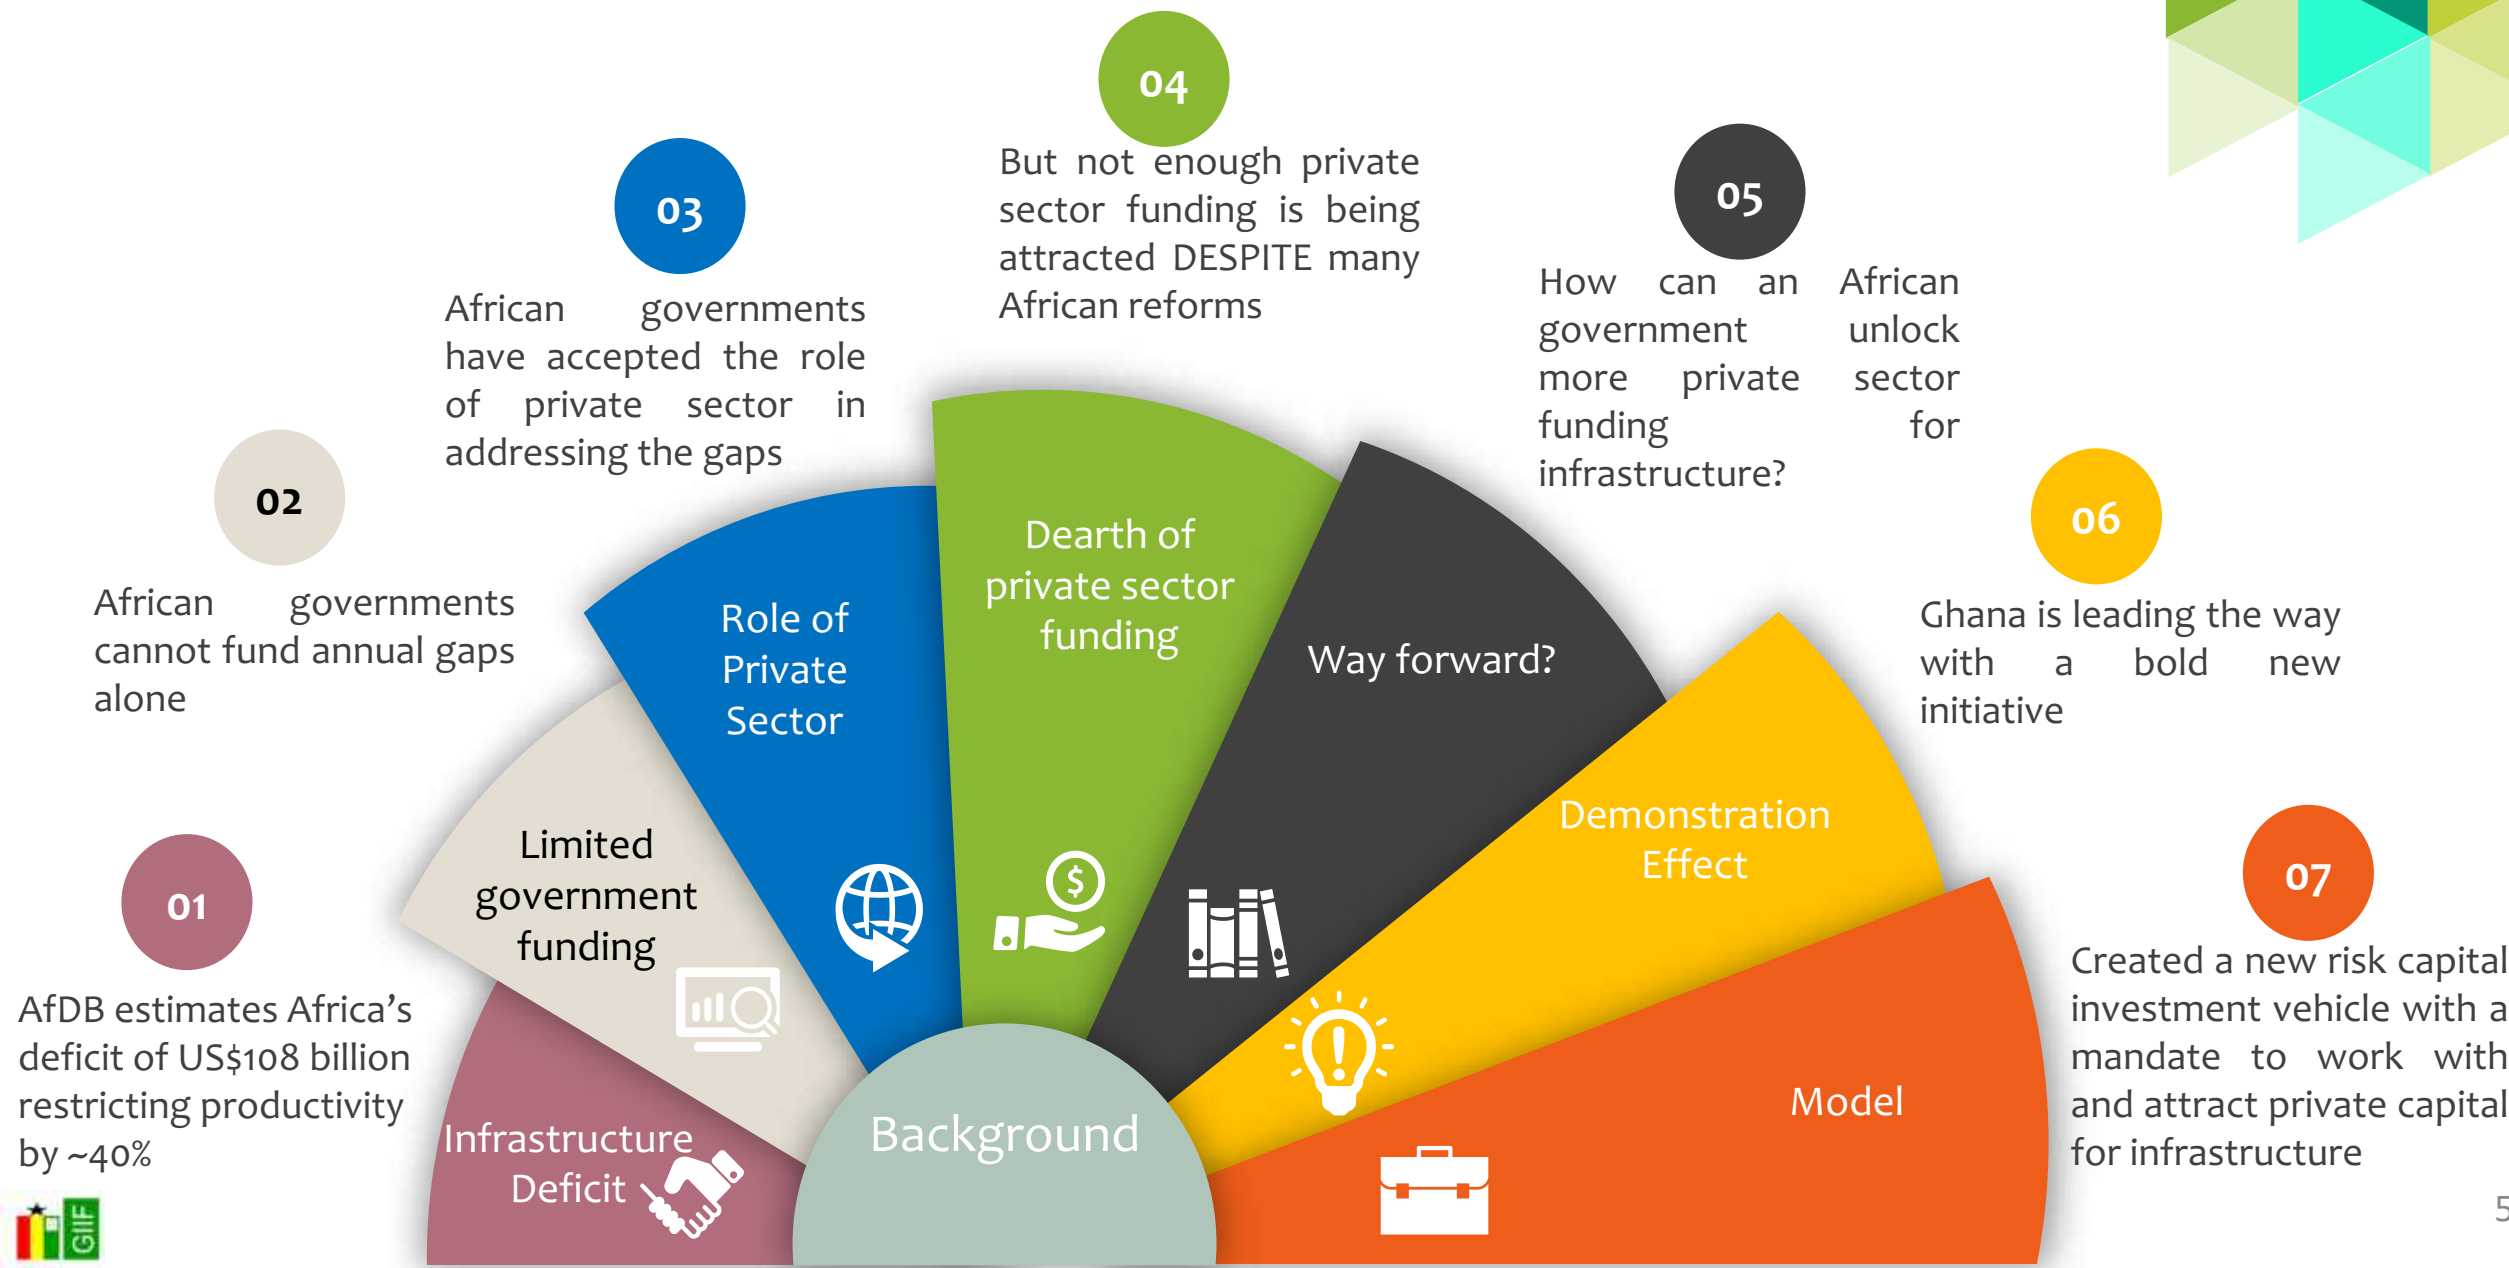 01
AfDB estimates Africa’s
deficit of US$108 billion
restricting productivity
by ~40%
02
African governments
cannot fund annual gaps
alone
03
African governments
have accepted the role
of private sector in
addressing the gaps
04
But not enough private
sector funding is being
attracted DESPITE many
African reforms
05
How can an African
government unlock
more private sector
funding for
infrastructure?
06
Ghana is leading the way
with a bold new
initiative
07
Created a new risk capital
investment vehicle with a
mandate to work with
and attract private capital
for infrastructure
Infrastructure
Deficit
Limited
government
funding
Role of
Private
Sector
Dearth of
private sector
funding
$
Way forward?
Demonstration
Effect
Model
Background
GIIF
5